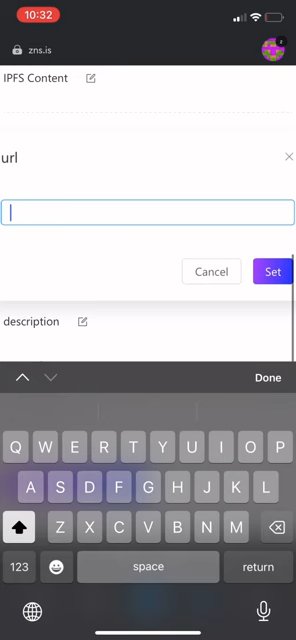 10:32
zns.is
IPFS Content
url
Cancel
Set
description
Done
Q W E R T Y U I O P
A S D F G H J K L
Z X C V B N M
123
space
return